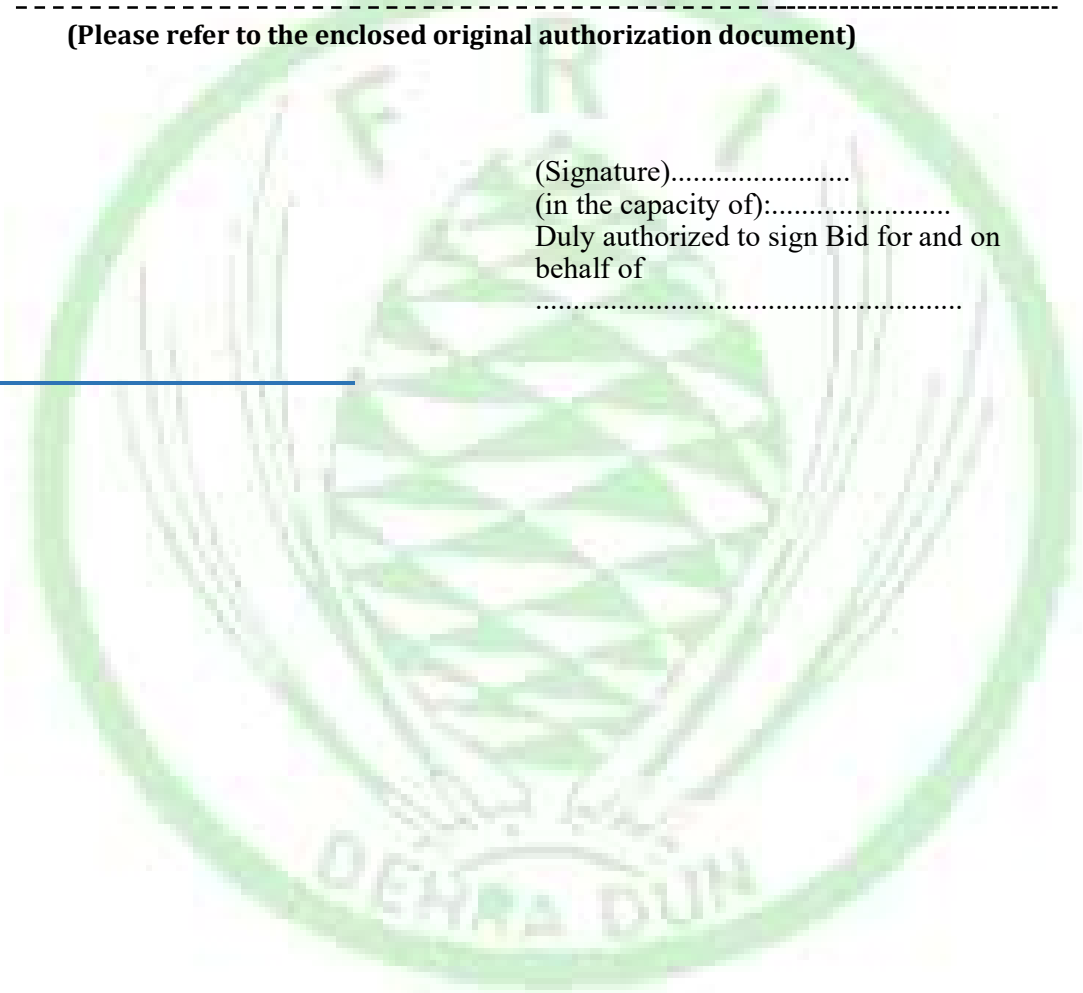 (Please refer to the enclosed original authorization document)
F R I
(Signature)........................
(in the capacity of):........................
Duly authorized to sign Bid for and on
behalf of
.........................................................
DEHRA DUN